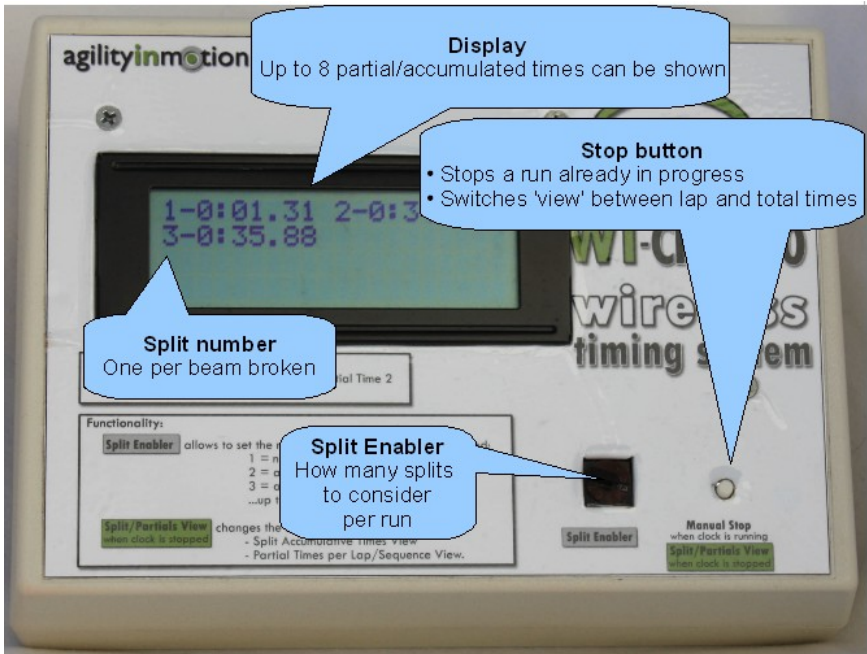 agilityinmotion
Display
Up to 8 partial/accumulated times can be shown
Stop button
• Stops a run already in progress
• Switches 'view' between lap and total times
1-0:01.31 2-0:3
3-0:35.88
wireless
timing system
Split number
One per beam broken
rtial Time 2
Functionality:
Split Enabler allows to set the
1 =
2 =
3 =
...up t
Split Enabler
How many splits
to consider
per run
Split/Partials View changes the
when clock is stopped
- Split Accumulative Times View
- Partial Times per Lap/Sequence View.
Split Enabler
Manual Stop
when clock is running
Split/Partials View
when clock is stopped